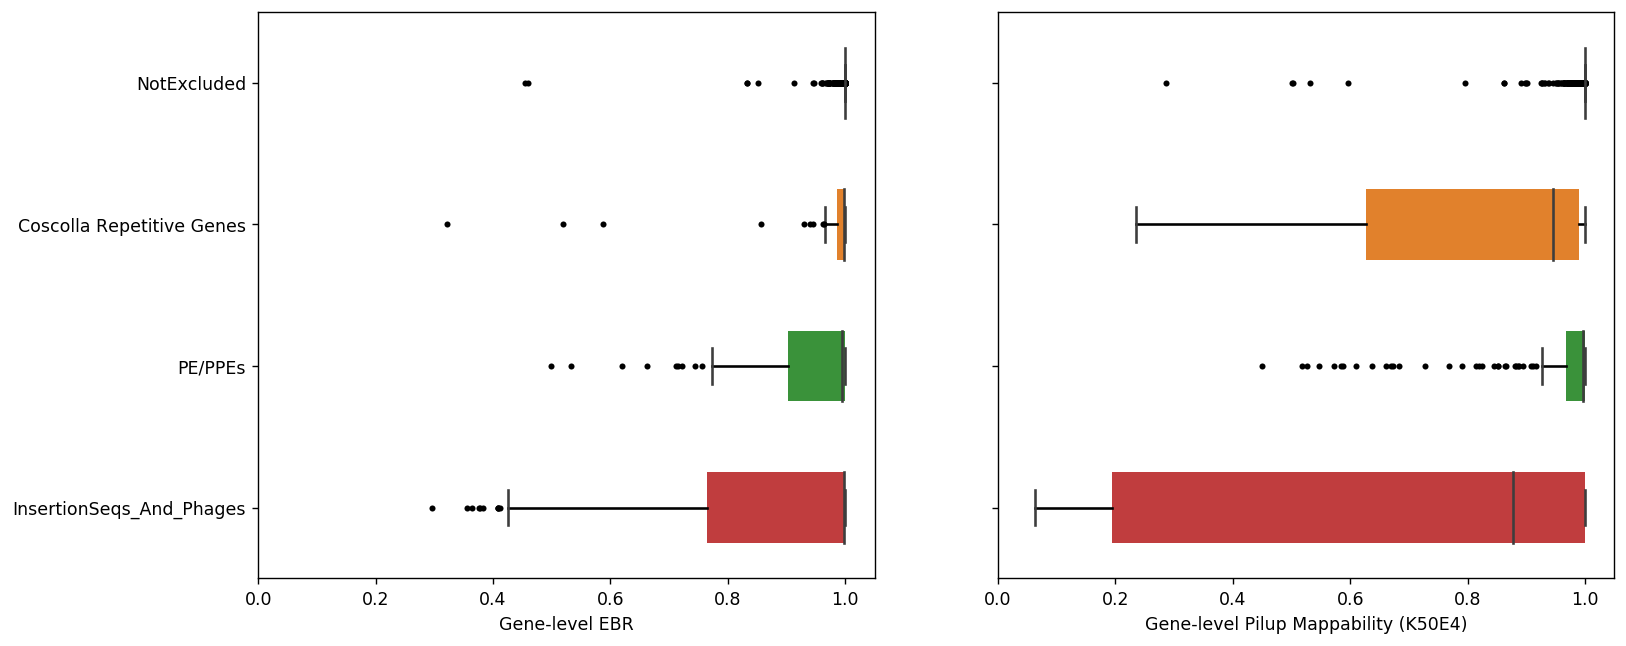 NotExcluded
Coscolla Repetitive Genes
PE/PPEs
InsertionSeqs_And_Phages
0.0 0.2 0.4 0.6 0.8 1.0
Gene-level EBR
0.0 0.2 0.4 0.6 0.8 1.0
Gene-level Pilup Mappability (K50E4)